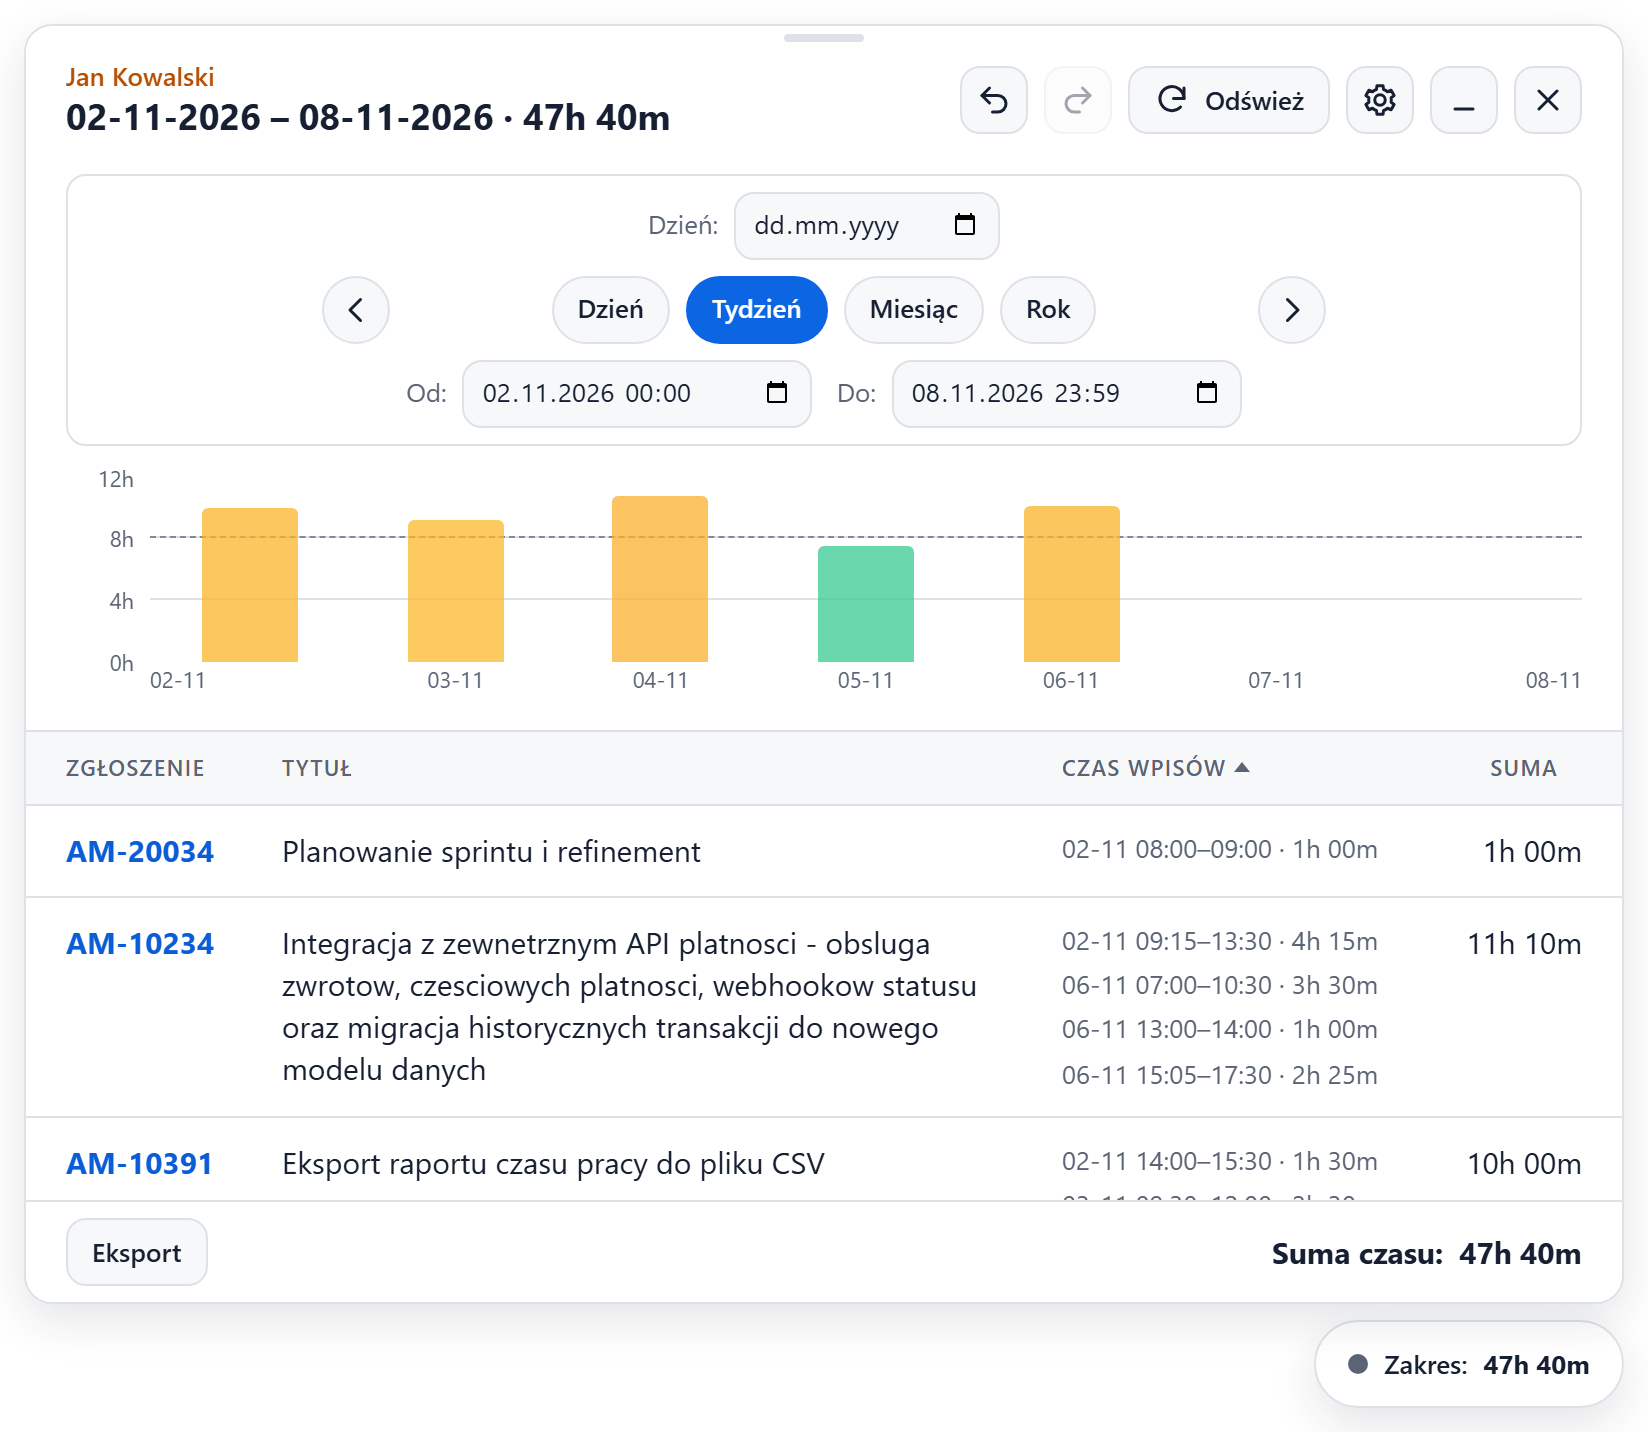 Jan Kowalski
02-11-2026 – 08-11-2026 · 47h 40m
Odśwież
Dzień: dd.mm.yyyy
Dzień Tydzień Miesiąc Rok
Od: 02.11.2026 00:00 Do: 08.11.2026 23:59
12h
8h
4h
0h
02-11 03-11 04-11 05-11 06-11 07-11 08-11
ZGŁOSZENIE TYTUŁ CZAS WPISÓW SUMA
AM-20034 Planowanie sprintu i refinement 02-11 08:00–09:00 · 1h 00m 1h 00m
AM-10234 Integracja z zewnetrznym API platnosci - obsluga 02-11 09:15–13:30 · 4h 15m 11h 10m
zwrotow, czesciowych platnosci, webhookow statusu 06-11 07:00–10:30 · 3h 30m
oraz migracja historycznych transakcji do nowego 06-11 13:00–14:00 · 1h 00m
modelu danych 06-11 15:05–17:30 · 2h 25m
AM-10391 Eksport raportu czasu pracy do pliku CSV 02-11 14:00–15:30 · 1h 30m 10h 00m
Eksport Suma czasu: 47h 40m
Zakres: 47h 40m